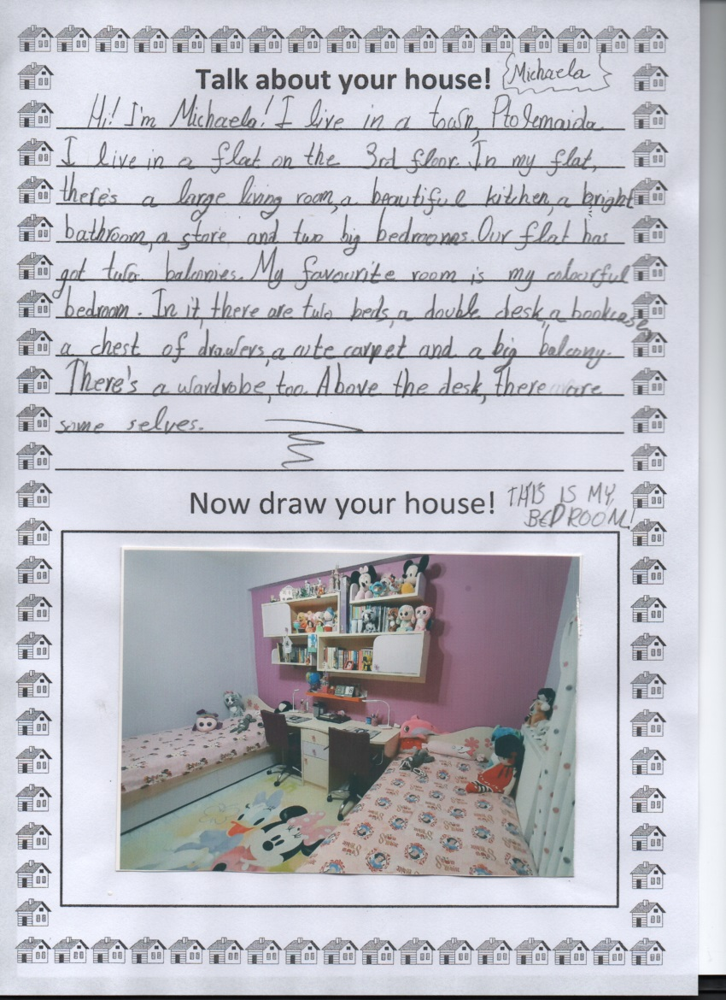 Talk about your house! Michaela
Hi! I'm Michaela! I live in a town, Ptolemaida.
I live in a flat on the 3rd floor. In my flat,
there's a large living room, a beautiful kitchen, a bright
bathroom, a store and two big bedrooms. Our flat has
got two balconies. My favourite room is my colourful
bedroom. In it, there are two beds, a double desk, a bookcase,
a chest of drawers, a cute carpet and a big balcony.
There's a wardrobe, too. Above the desk, there are
some selves.
Now draw your house! THIS IS MY
BEDROOM!